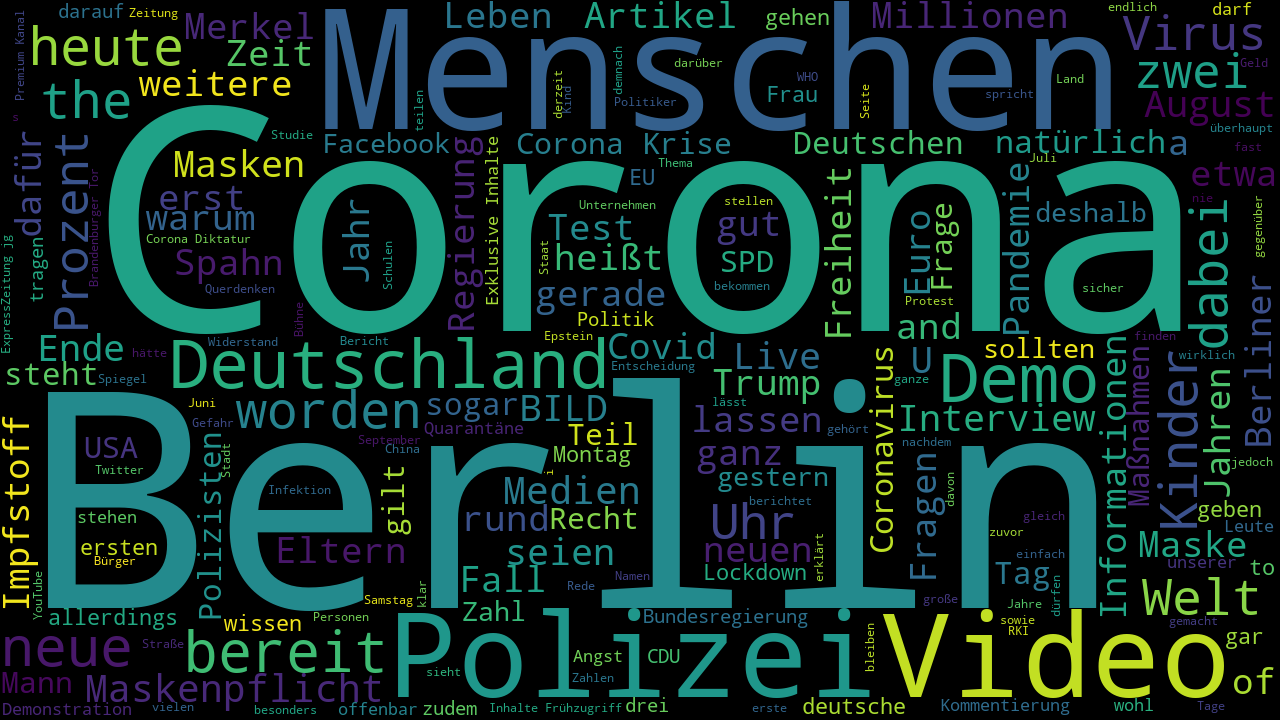 darauf
Zeitung
Merkel
Leben
Artikel
gehen
Millionen
endlich
darf
Virus
Premium Kanal
heute
Zeit
Menschen
demnach
darüber
WHO
Land
Geld
zwei
the
weitere
teilen
derzeit
Kind
Politiker
Frau
Seite
spricht
August
s
Studie
Facebook
Corona Krise
Deutschen
natürlich
a
überhaupt
dafür
Prozent
Brandenburger Tor
Masken
Corona
Thema
Juli
fast
etwa
erst
warum
Corona Diktatur
Jahr
Schulen
Regierung
Exklusive Inhalte
EU
Unternehmen
stellen
Test
gut
Freiheit
Euro
Frage
Pandemie
deshalb
nie
dabei
gegenüber
ExpressZeitung jg
tragen
Spahn
Querdenken
heißt
Staat
SPD
bekommen
sicher
gerade
Politik
Protest
and
Berliner
Bühne
Widerstand
Bericht
Epstein
Ende
hätte
steht
Spiegel
Deutschland
Covid
Entscheidung
Live
U
ganze
Demo
sollten
finden
wirklich
Juni
Gefahr
worden
sogar
BILD
Trump
lässt
lassen
Coronavirus
Interview
Informationen
Maßnahmen
Kinder
Jahren
jedoch
Impfstoff
USA
Twitter
Polizisten
Stadt
September
China
Quarantäne
Teil
Montag
i
gehört
nachdem
ganz
gestern
Berlin
Infektion
gilt
Medien
berichtet
Fragen
davon
stehen
ersten
Bürger
rund
Recht
Uhr
gleich
zuvor
geben
Leute
Eltern
seien
neuen
erklärt
einfach
Maske
unserer
to
YouTube
Samstag
klar
Fall
Rede
Namen
Lockdown
Tag
dürfen
Welt
allerdings
wissen
Personen
Zahl
Bundesregierung
große
Jahre
sowie
RKI
gemacht
neue
Straße
bereit
Polizei
sieht
Angst
Zahlen
CDU
bleiben
Video
gar
of
Mann
Maskenpflicht
Demonstration
vielen
besonders
offenbar
zudem
Inhalte Frühzugriff
drei
erste
deutsche
Kommentierung
wohl
Tage